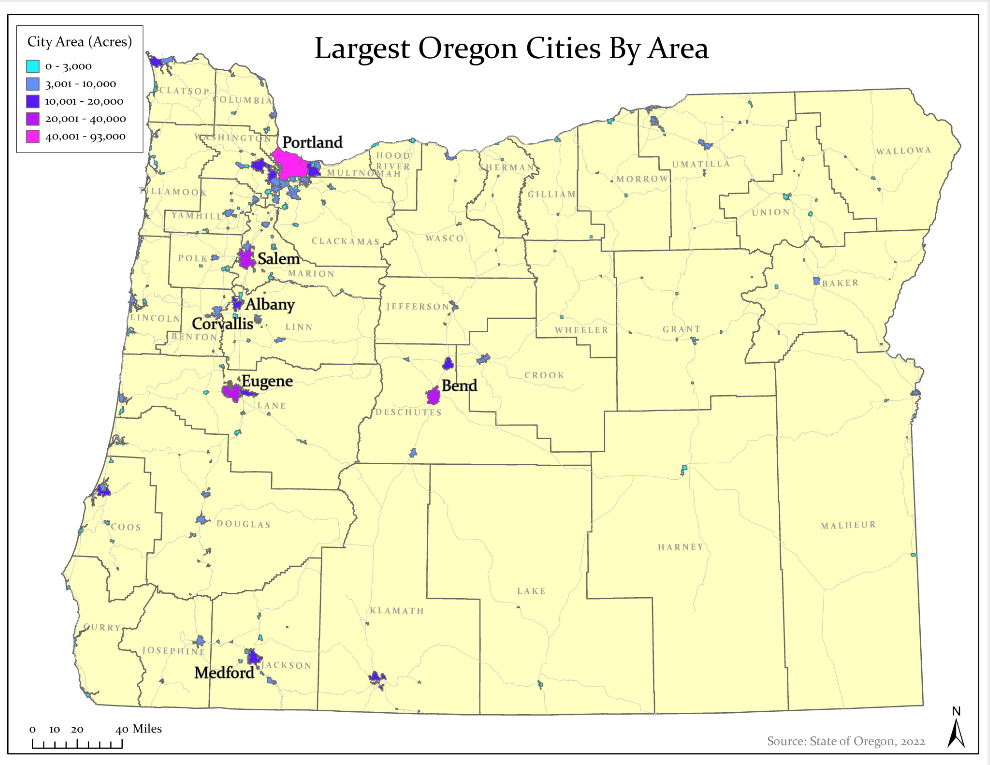 Largest Oregon Cities By Area
City Area (Acres)
0 - 3,000
3,001 - 10,000
10,001 - 20,000
20,001 - 40,000
40,001 - 93,000
CLATSOP
COLUMBIA
WASHINGTON
Portland
HOOD
RIVER
MULTNOMAH
SHERMAN
UMATILLA
WALLOWA
MORROW
GILLIAM
TILLAMOOK
YAMHILL
UNION
CLACKAMAS
WASCO
POLK
Salem
MARION
BAKER
JEFFERSON
Albany
LINCOLN
Corvallis
LINN
BENTON
WHEELER
GRANT
CROOK
Eugene
Bend
LANE
DESCHUTES
COOS
DOUGLAS
MALHEUR
HARNEY
LAKE
KLAMATH
CURRY
JOSEPHINE
JACKSON
Medford
0 10 20 40 Miles
N
Source: State of Oregon, 2022